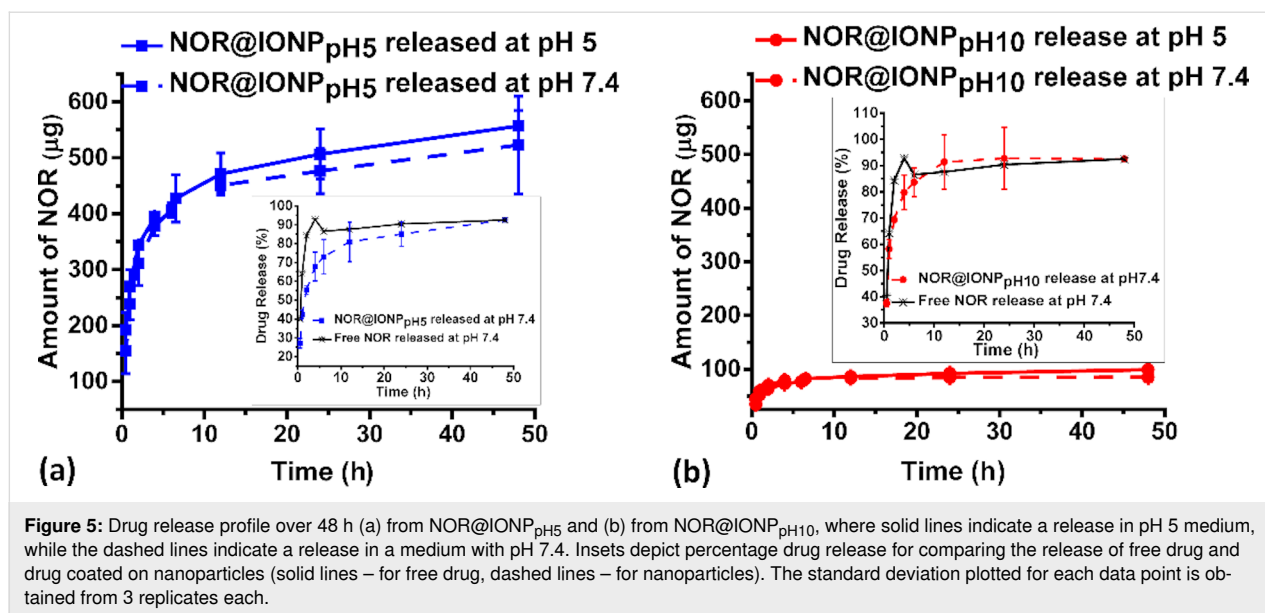 NOR@IONPpH5 released at pH 5
NOR@IONPpH5 released at pH 7.4
600
500
400
300
200
100
0 10 20 30 40 50
Amount of NOR (µg)
Time (h)
(a)
100
90
80
70
60
50
40
30
20
0 10 20 30 40 50
Drug Release (%)
Time (h)
NOR@IONPpH5 released at pH 7.4
Free NOR released at pH 7.4
NOR@IONPpH10 release at pH 5
NOR@IONPpH10 release at pH 7.4
600
500
400
300
200
100
0 10 20 30 40 50
Amount of NOR (µg)
Time (h)
(b)
110
100
90
80
70
60
50
40
30
0 10 20 30 40 50
Drug Release (%)
Time (h)
NOR@IONPpH10 release at pH7.4
Free NOR release at pH 7.4
Figure 5: Drug release profile over 48 h (a) from NOR@IONPpH5 and (b) from NOR@IONPpH10, where solid lines indicate a release in pH 5 medium,
while the dashed lines indicate a release in a medium with pH 7.4. Insets depict percentage drug release for comparing the release of free drug and
drug coated on nanoparticles (solid lines – for free drug, dashed lines – for nanoparticles). The standard deviation plotted for each data point is ob-
tained from 3 replicates each.